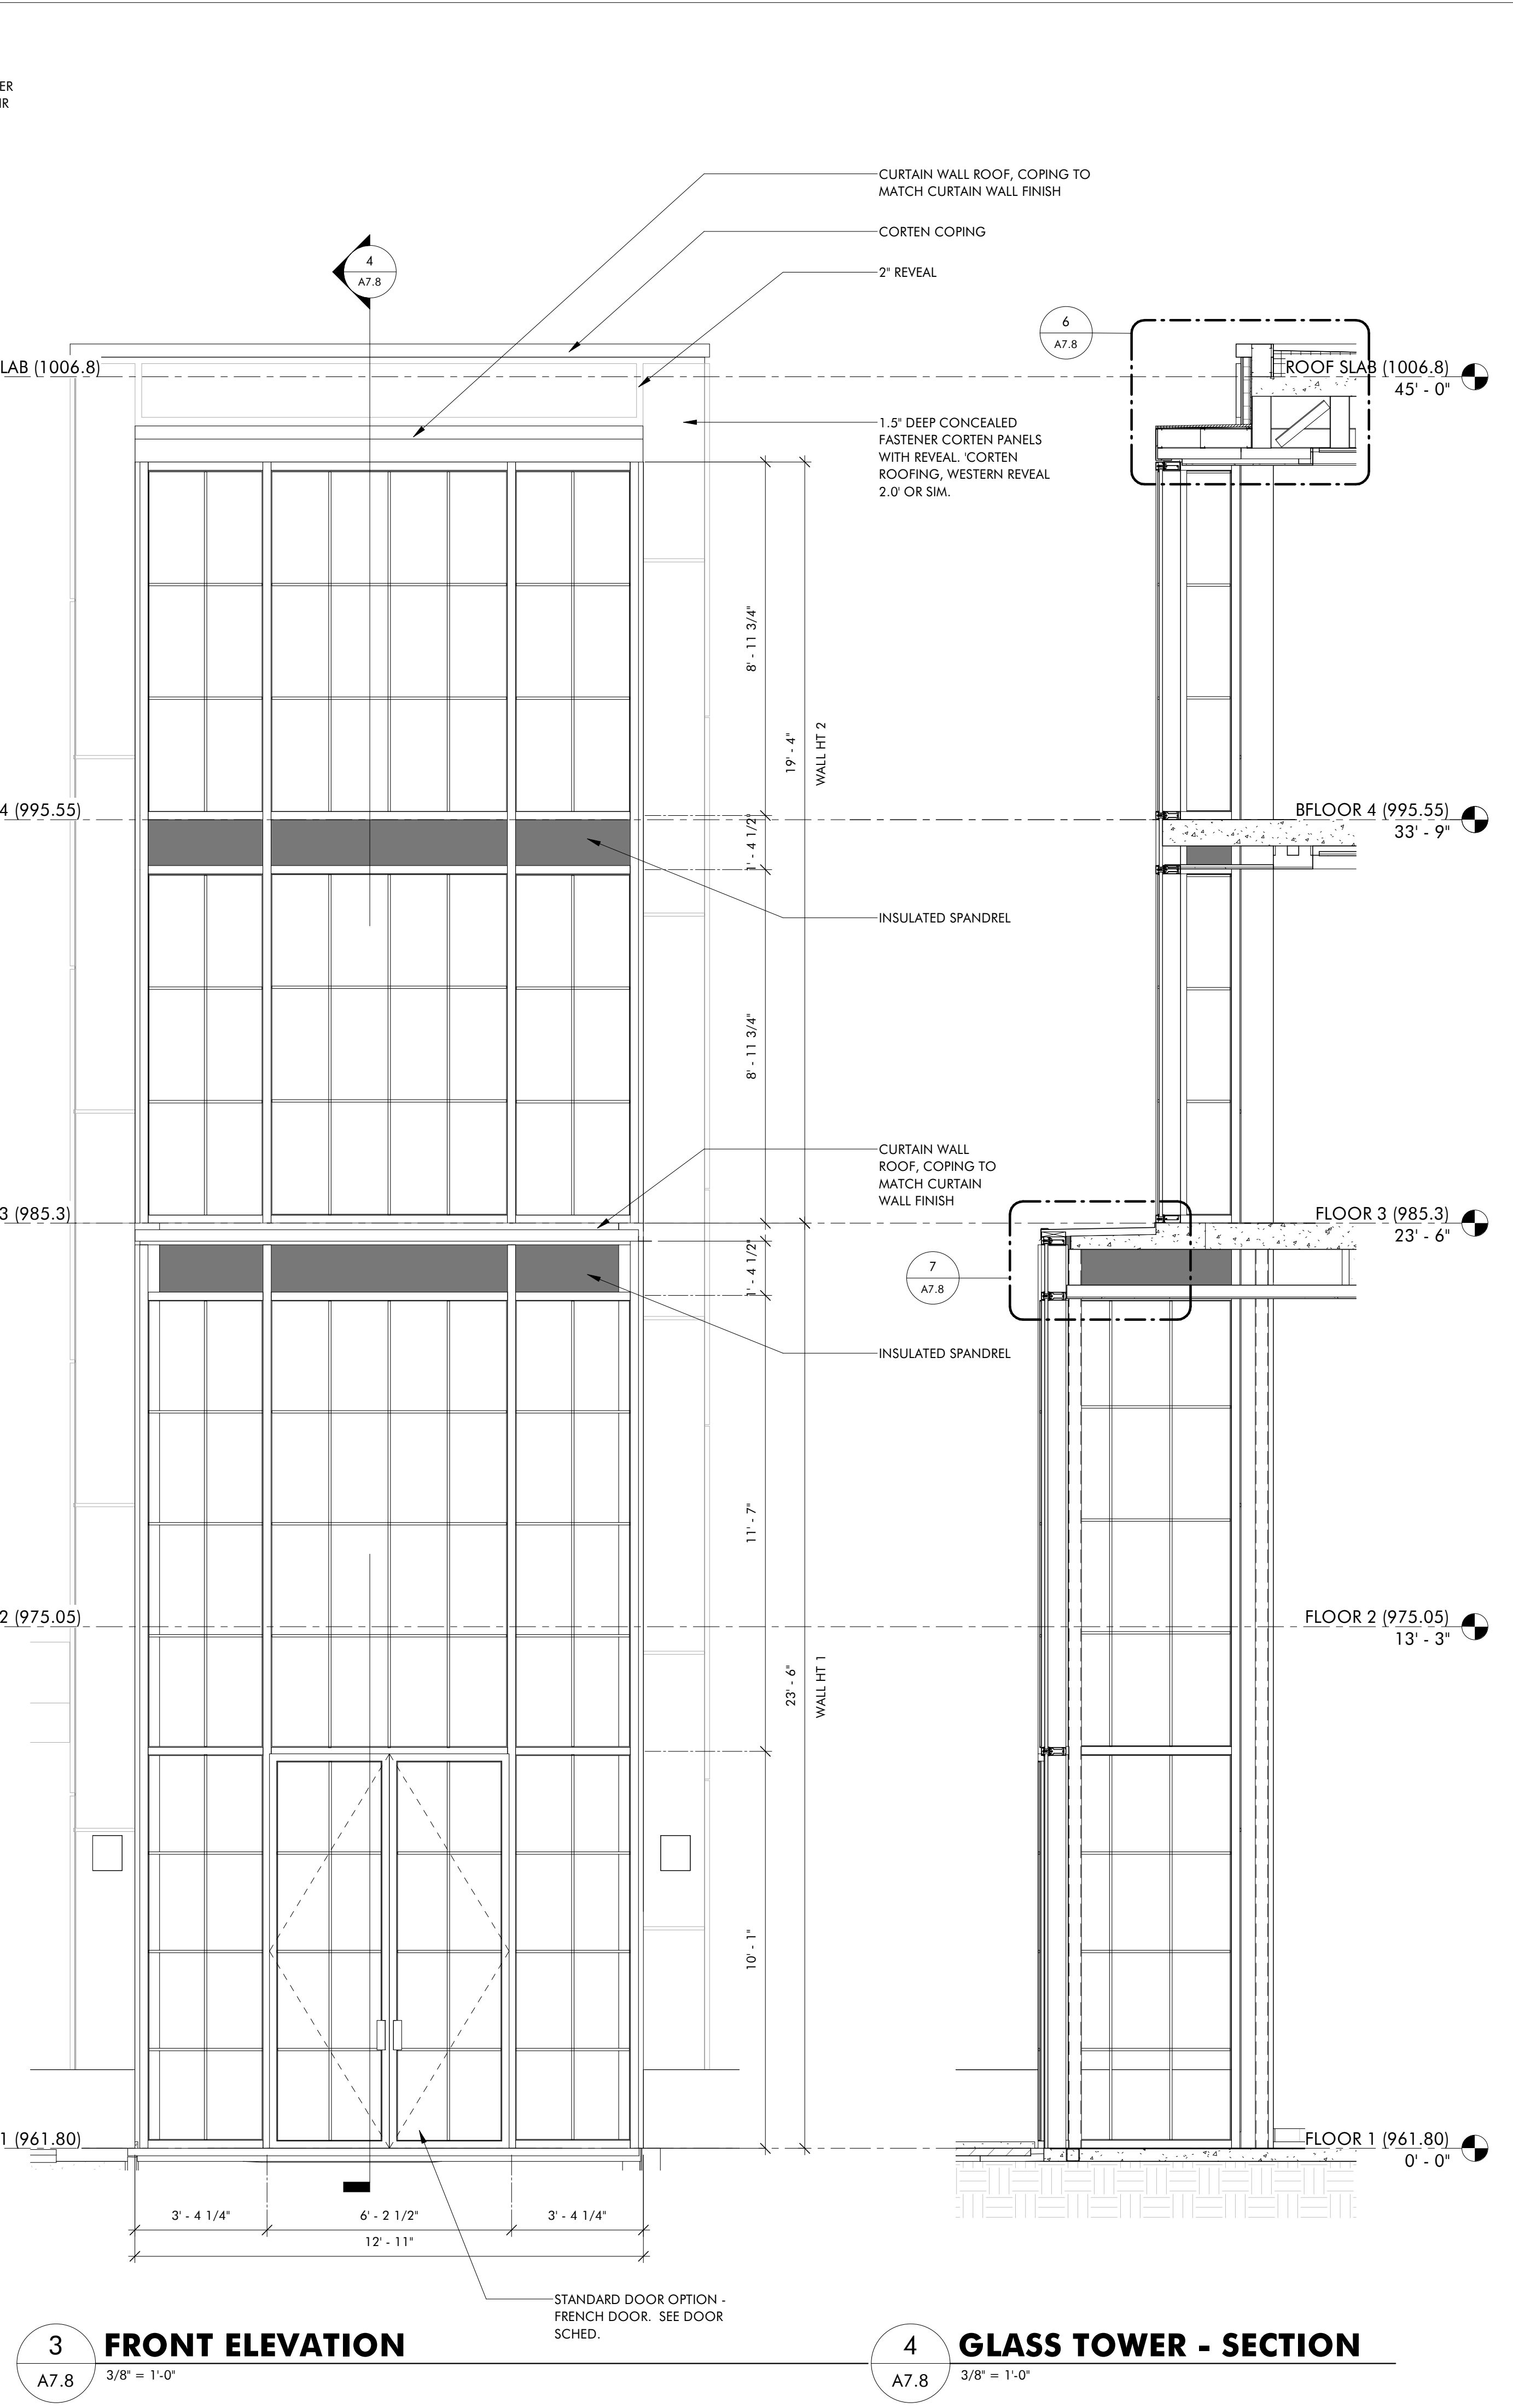 ER
IR
CURTAIN WALL ROOF, COPING TO
MATCH CURTAIN WALL FINISH
CORTEN COPING
2" REVEAL
4
A7.8
6
A7.8
LAB (1006.8)
ROOF SLAB (1006.8)
45' - 0"
1.5" DEEP CONCEALED
FASTENER CORTEN PANELS
WITH REVEAL. 'CORTEN
ROOFING, WESTERN REVEAL
2.0' OR SIM.
8' - 11 3/4"
19' - 4"
WALL HT 2
4 (995.55)
BFLOOR 4 (995.55)
33' - 9"
1' - 4 1/2"
INSULATED SPANDREL
8' - 11 3/4"
CURTAIN WALL
ROOF, COPING TO
MATCH CURTAIN
WALL FINISH
3 (985.3)
FLOOR 3 (985.3)
23' - 6"
1' - 4 1/2"
7
A7.8
INSULATED SPANDREL
11' - 7"
2 (975.05)
FLOOR 2 (975.05)
13' - 3"
23' - 6"
WALL HT 1
10' - 1"
1 (961.80)
FLOOR 1 (961.80)
0' - 0"
3' - 4 1/4"
6' - 2 1/2"
3' - 4 1/4"
12' - 11"
STANDARD DOOR OPTION -
FRENCH DOOR. SEE DOOR
SCHED.
3
A7.8
FRONT ELEVATION
3/8" = 1'-0"
4
A7.8
GLASS TOWER - SECTION
3/8" = 1'-0"